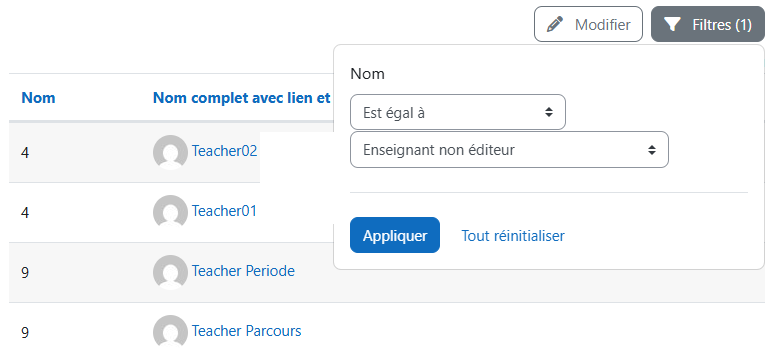 Modifier Filtres (1)
Nom
Est égal à
Enseignant non éditeur
Appliquer Tout réinitialiser
Nom Nom complet avec lien et
4 Teacher02
4 Teacher01
9 Teacher Periode
9 Teacher Parcours